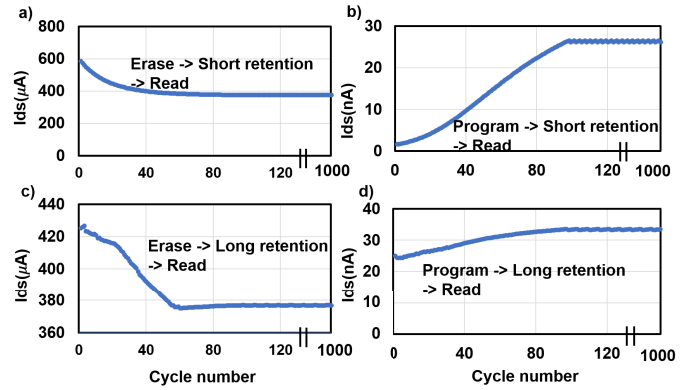 a)
800
600
400
200
0
Ids(μA)
Erase -> Short retention
-> Read
0 40 80 120 1000
b)
30
20
10
0
Ids(nA)
Program -> Short retention
-> Read
0 40 80 120 1000
c)
440
420
400
380
360
Ids(μA)
Erase -> Long retention
-> Read
0 40 80 120 1000
Cycle number
d)
40
30
20
10
0
Ids(nA)
Program -> Long retention
-> Read
0 40 80 120 1000
Cycle number